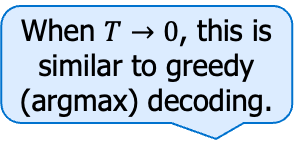 When T → 0, this is
similar to greedy
(argmax) decoding.